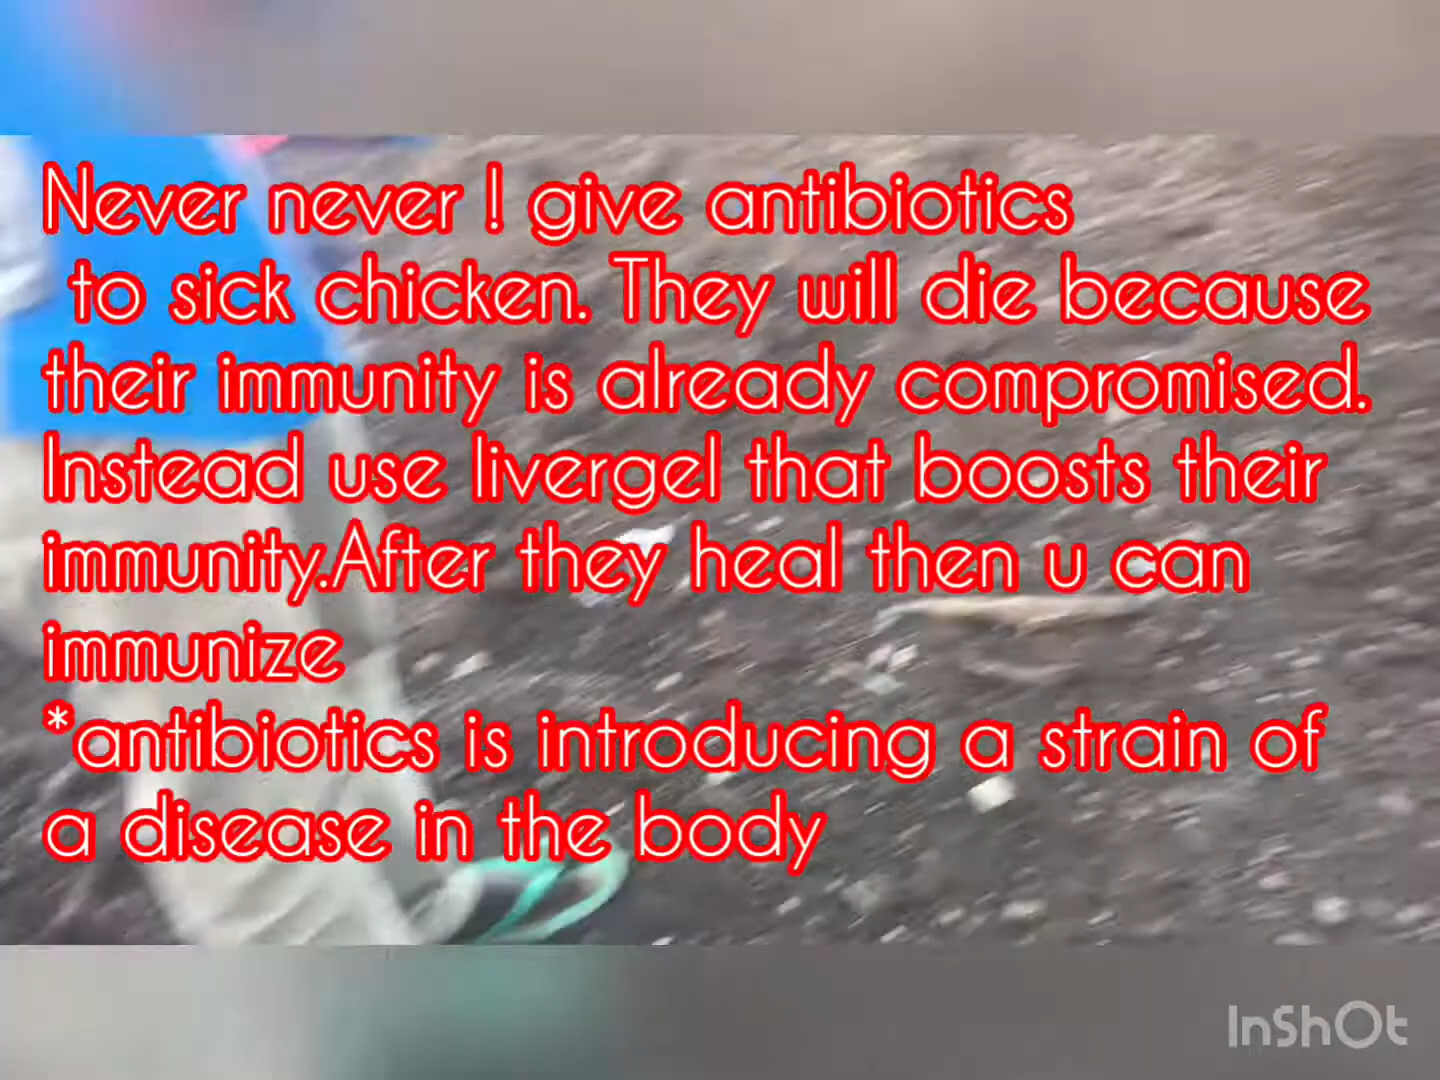 Never never ! give antibiotics
to sick chicken. They will die because
their immunity is already compromised.
Instead use livergel that boosts their
immunity.After they heal then u can
immunize
*antibiotics is introducing a strain of
a disease in the body
InShOt